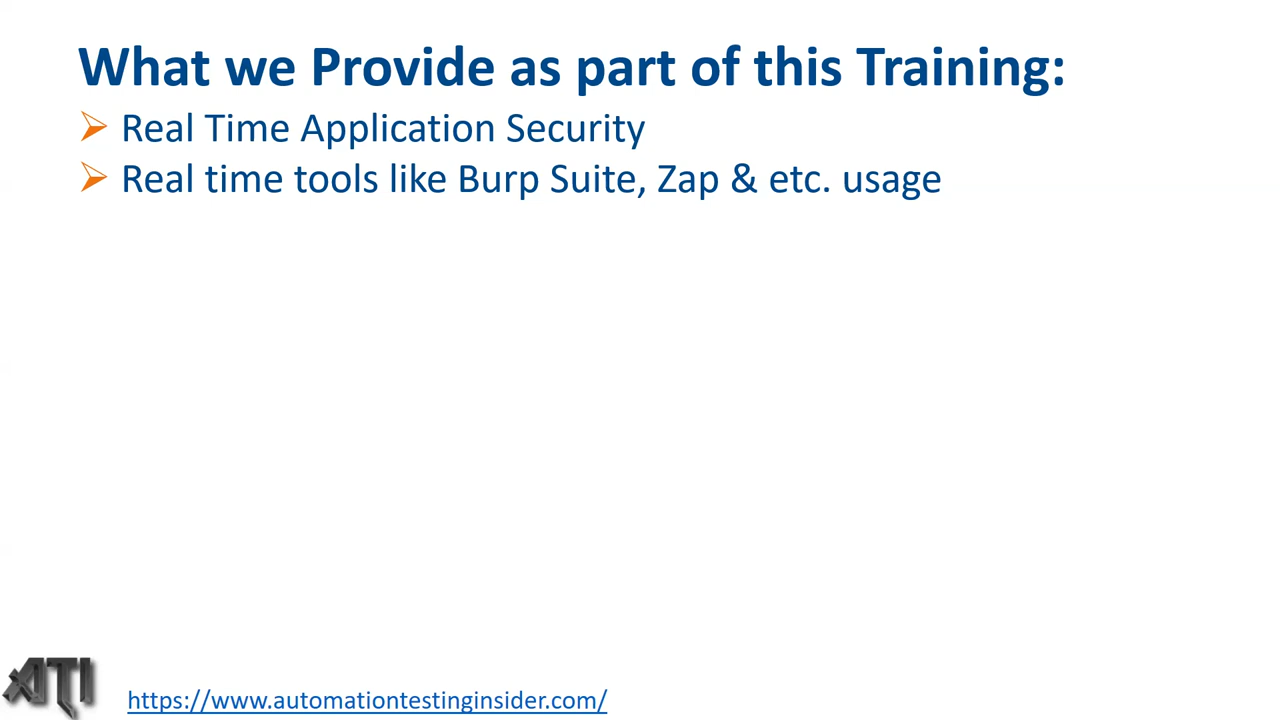 What we Provide as part of this Training:
Real Time Application Security
Real time tools like Burp Suite, Zap & etc. usage
ATI
https://www.automationtestinginsider.com/